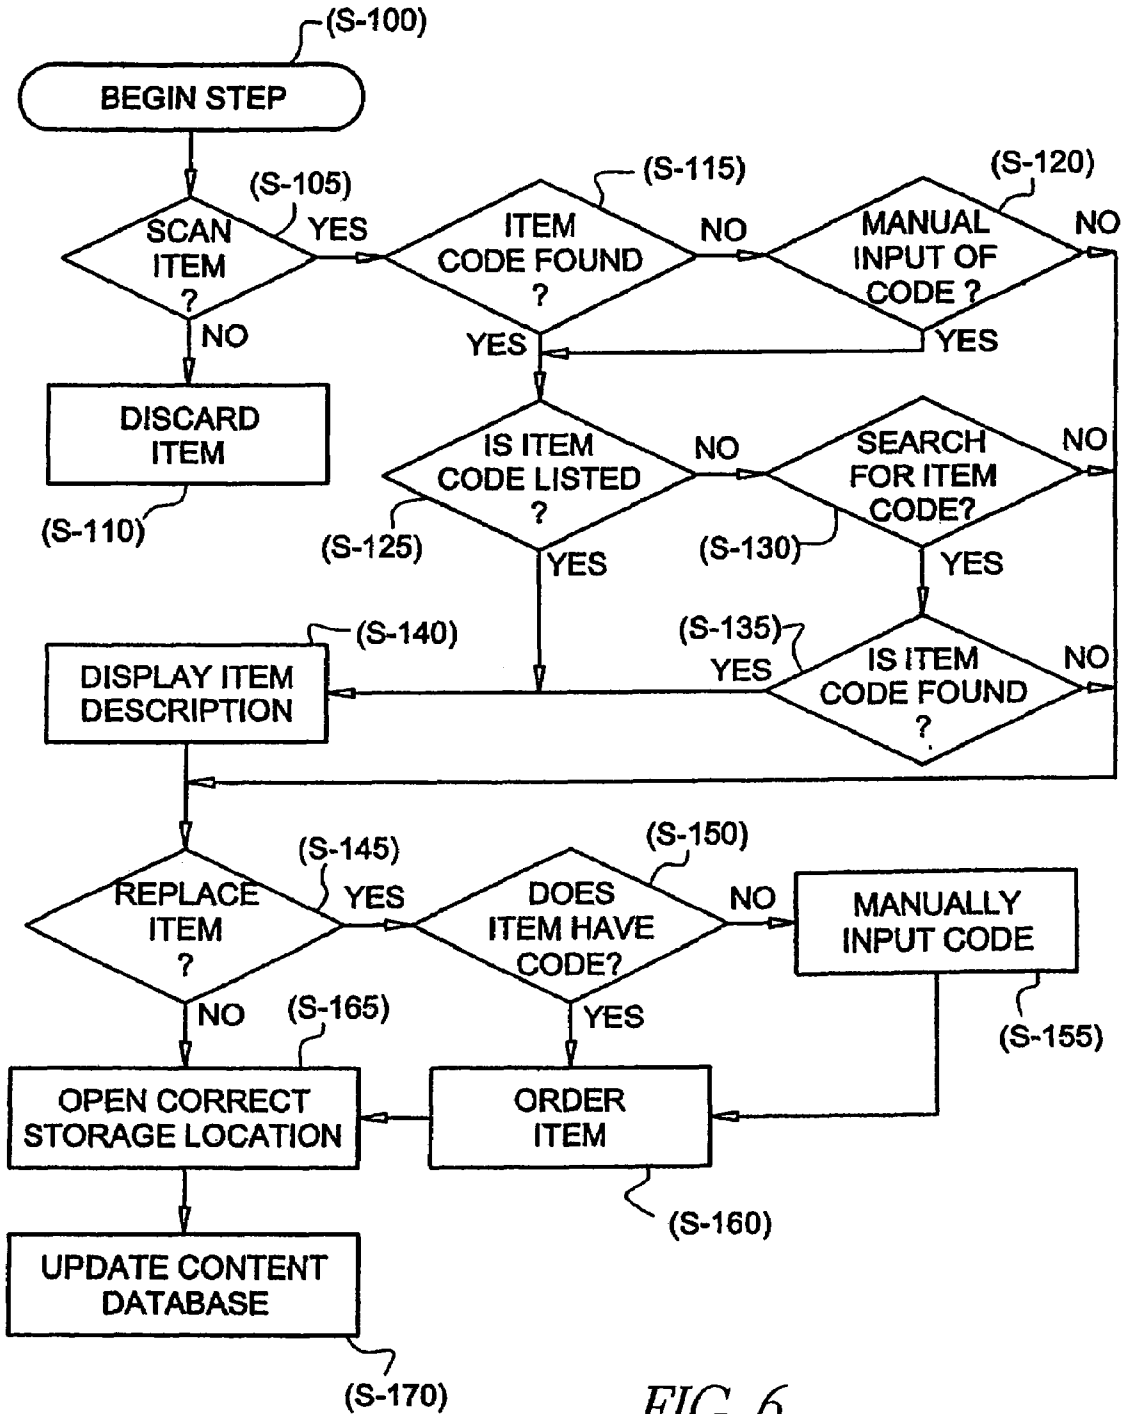 (S-100)
BEGIN STEP
(S-105)
SCAN
ITEM
?
YES
NO
DISCARD
ITEM
(S-110)
(S-115)
ITEM
CODE FOUND
?
NO
YES
(S-120)
MANUAL
INPUT OF
CODE ?
NO
YES
IS ITEM
CODE LISTED
?
(S-125)
NO
YES
SEARCH
FOR ITEM
CODE?
(S-130)
NO
YES
(S-135)
YES
IS ITEM
CODE FOUND
?
NO
(S-140)
DISPLAY ITEM
DESCRIPTION
(S-145)
REPLACE
ITEM
?
YES
NO
(S-150)
DOES
ITEM HAVE
CODE?
NO
YES
MANUALLY
INPUT CODE
(S-155)
(S-165)
OPEN CORRECT
STORAGE LOCATION
ORDER
ITEM
(S-160)
UPDATE CONTENT
DATABASE
(S-170)
FIG. 6